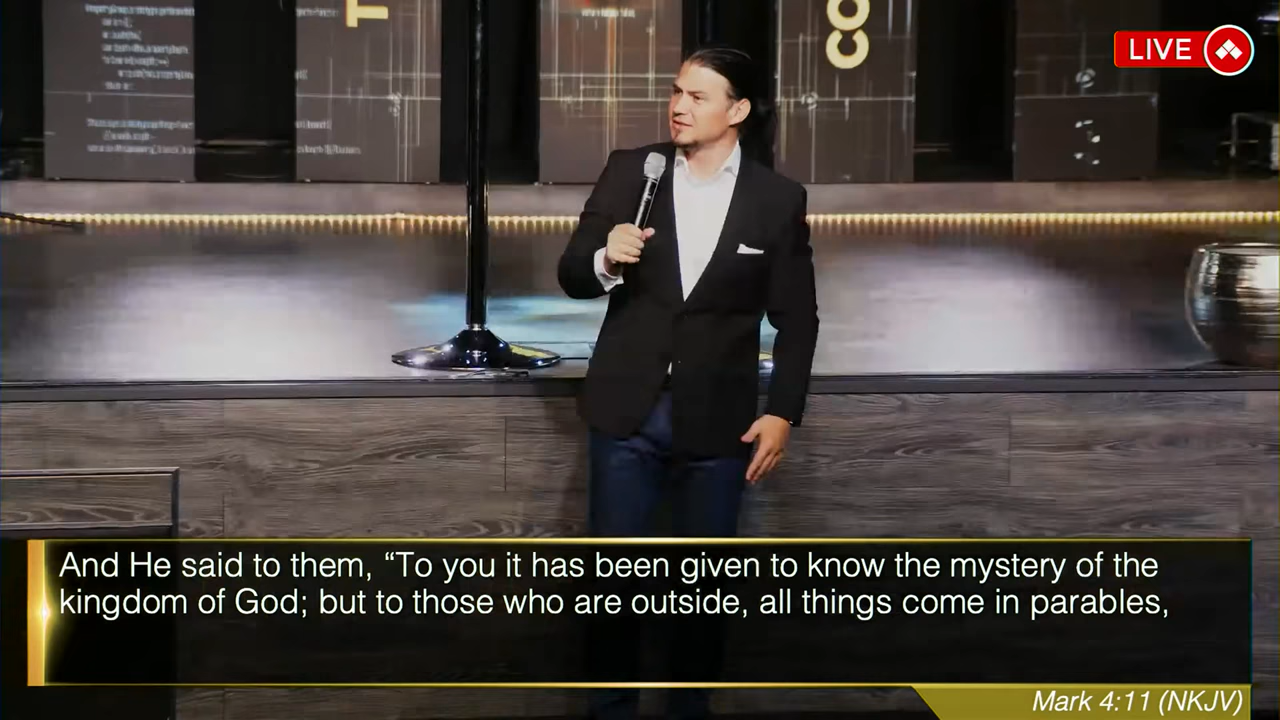 T
CO
LIVE
And He said to them, “To you it has been given to know the mystery of the
kingdom of God; but to those who are outside, all things come in parables,
Mark 4:11 (NKJV)